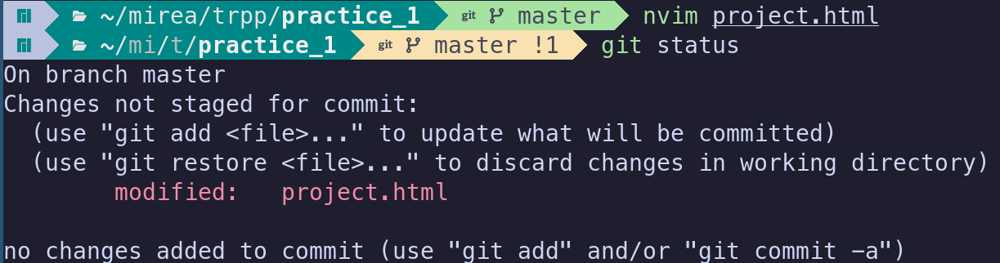 ~/mirea/trpp/practice_1 git master nvim project.html
~/mi/t/practice_1 git master !1 git status
On branch master
Changes not staged for commit:
  (use "git add <file>..." to update what will be committed)
  (use "git restore <file>..." to discard changes in working directory)
        modified:   project.html

no changes added to commit (use "git add" and/or "git commit -a")